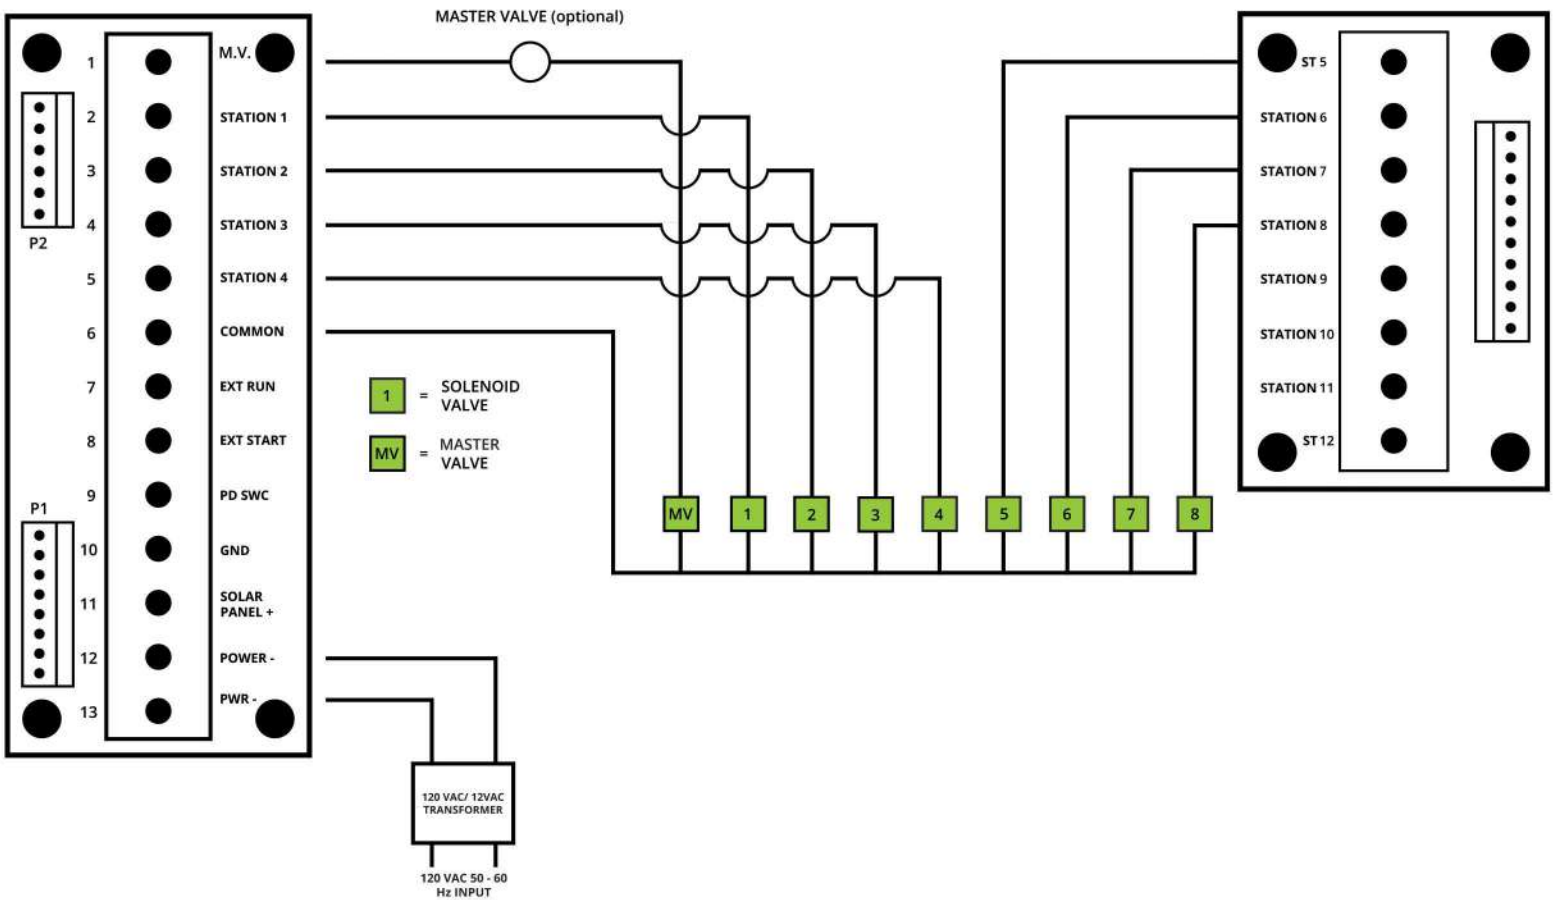 MASTER VALVE (optional)
1
M.V.
2
STATION 1
3
STATION 2
4
STATION 3
5
STATION 4
6
COMMON
7
EXT RUN
8
EXT START
9
PD SWC
10
GND
11
SOLAR
PANEL +
12
POWER -
13
PWR -
P2
P1
1 = SOLENOID
VALVE
MV = MASTER
VALVE
MV 1 2 3 4 5 6 7 8
ST 5
STATION 6
STATION 7
STATION 8
STATION 9
STATION 10
STATION 11
ST 12
120 VAC/ 12VAC
TRANSFORMER
120 VAC 50 - 60
Hz INPUT